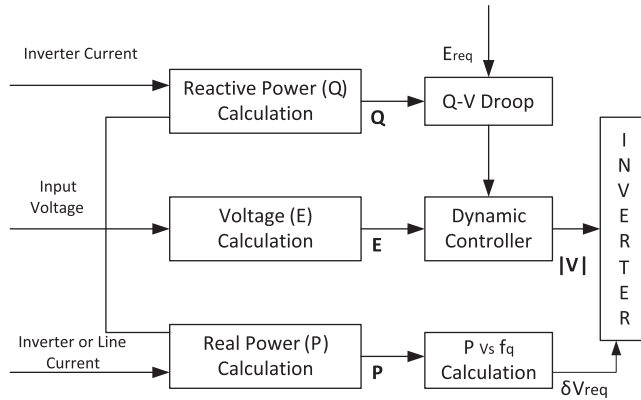 Inverter Current
Reactive Power (Q)
Calculation
Q
Ereq
Q-V Droop
Input
Voltage
Voltage (E)
Calculation
E
Dynamic
Controller
|V|
INVERTER
Inverter or Line
Current
Real Power (P)
Calculation
P
P Vs fq
Calculation
δVreq